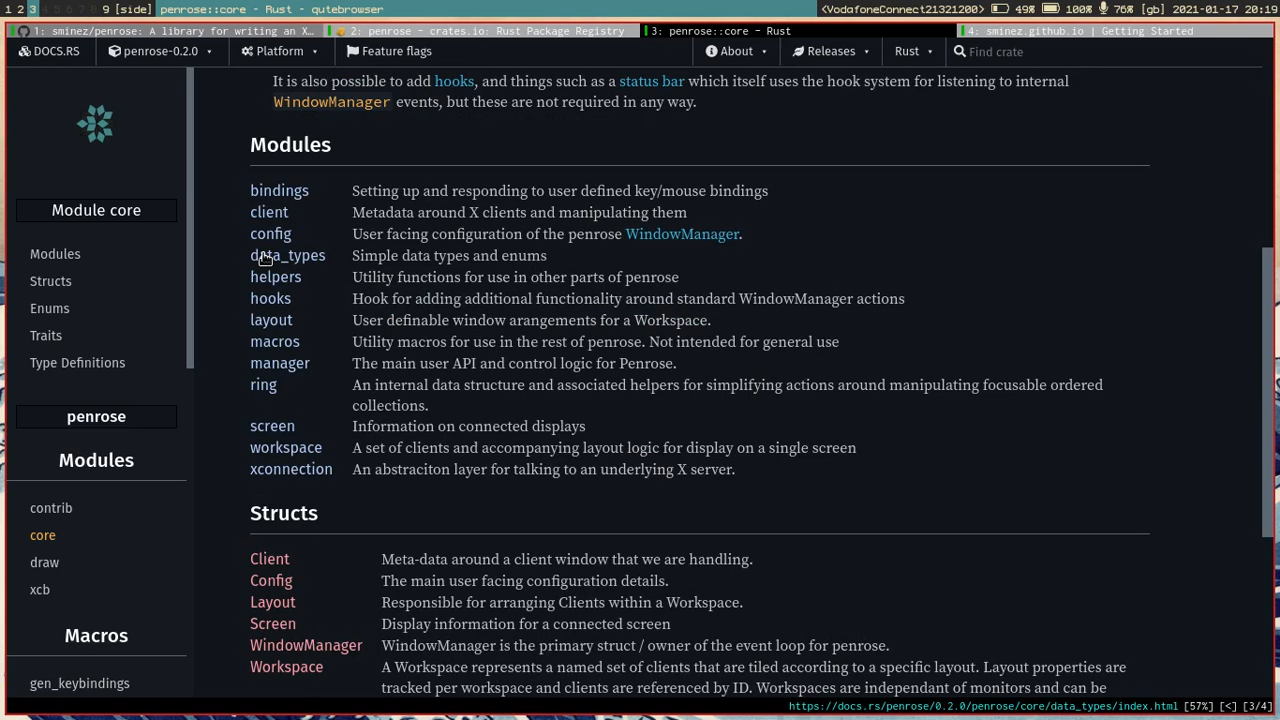 1 2 3 4 5 6 7 8 9 [side] penrose::core - Rust - qutebrowser <VodafoneConnect21321200> 49% 100% 76% [gb] 2021-01-17 20:19
1: sminez/penrose: A library for writing an X... 2: penrose - crates.io: Rust Package Registry 3: penrose::core - Rust 4: sminez.github.io | Getting Started
DOCS.RS penrose-0.2.0 Platform Feature flags About Releases Rust Find crate
It is also possible to add hooks, and things such as a status bar which itself uses the hook system for listening to internal
WindowManager events, but these are not required in any way.
Modules
bindings Setting up and responding to user defined key/mouse bindings
client Metadata around X clients and manipulating them
config User facing configuration of the penrose WindowManager.
data_types Simple data types and enums
helpers Utility functions for use in other parts of penrose
hooks Hook for adding additional functionality around standard WindowManager actions
layout User definable window arangements for a Workspace.
macros Utility macros for use in the rest of penrose. Not intended for general use
manager The main user API and control logic for Penrose.
ring An internal data structure and associated helpers for simplifying actions around manipulating focusable ordered
collections.
screen Information on connected displays
workspace A set of clients and accompanying layout logic for display on a single screen
xconnection An abstraciton layer for talking to an underlying X server.
Structs
Client Meta-data around a client window that we are handling.
Config The main user facing configuration details.
Layout Responsible for arranging Clients within a Workspace.
Screen Display information for a connected screen
WindowManager WindowManager is the primary struct / owner of the event loop for penrose.
Workspace A Workspace represents a named set of clients that are tiled according to a specific layout. Layout properties are
tracked per workspace and clients are referenced by ID. Workspaces are independant of monitors and can be
Module core
Modules
Structs
Enums
Traits
Type Definitions
penrose
Modules
contrib
core
draw
xcb
Macros
gen_keybindings
https://docs.rs/penrose/0.2.0/penrose/core/data_types/index.html [57%] [<] [3/4]